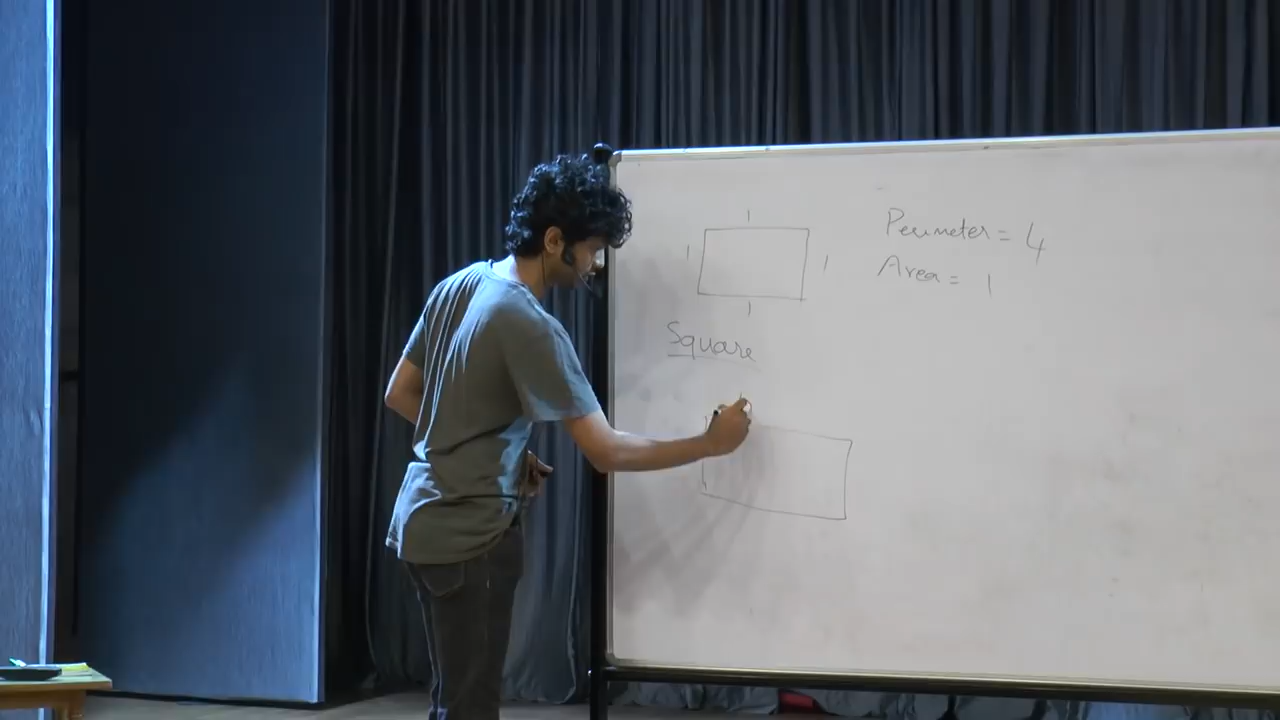 1
1 1
1
Perimeter = 4
Area = 1
Square